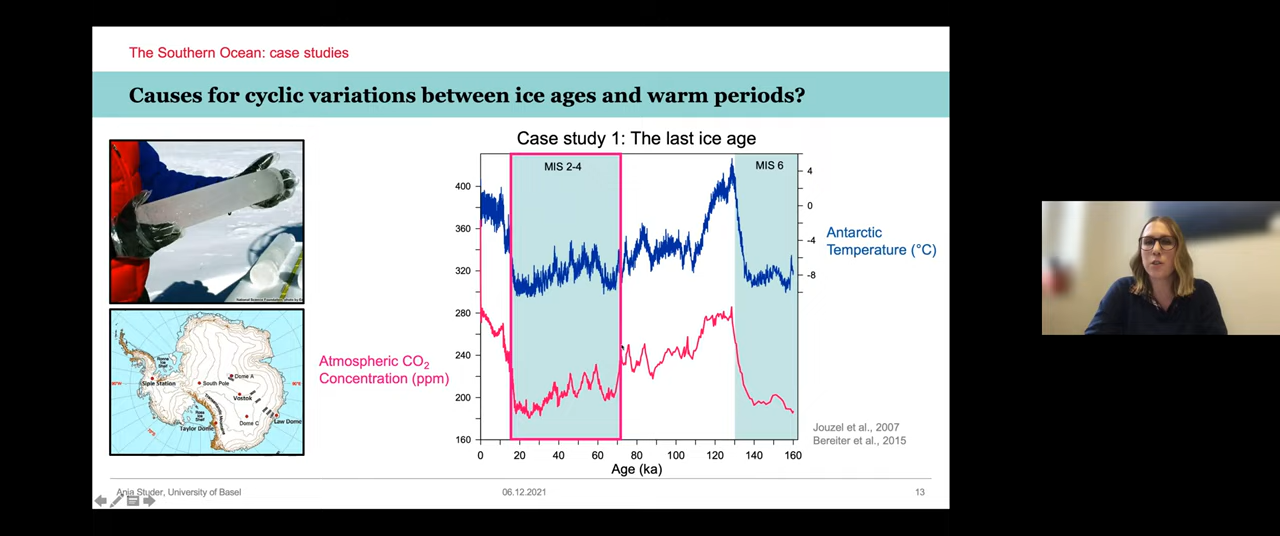 The Southern Ocean: case studies
Causes for cyclic variations between ice ages and warm periods?
Case study 1: The last ice age
MIS 2-4
MIS 6
400
360
320
280
240
200
160
4
0
-4
-8
Antarctic
Temperature (°C)
Atmospheric CO2
Concentration (ppm)
0 20 40 60 80 100 120 140 160
Age (ka)
Jouzel et al., 2007
Bereiter et al., 2015
Siple Station
South Pole
Dome A
Vostok
Dome C
Law Dome
Taylor Dome
Anja Studer, University of Basel
06.12.2021
13